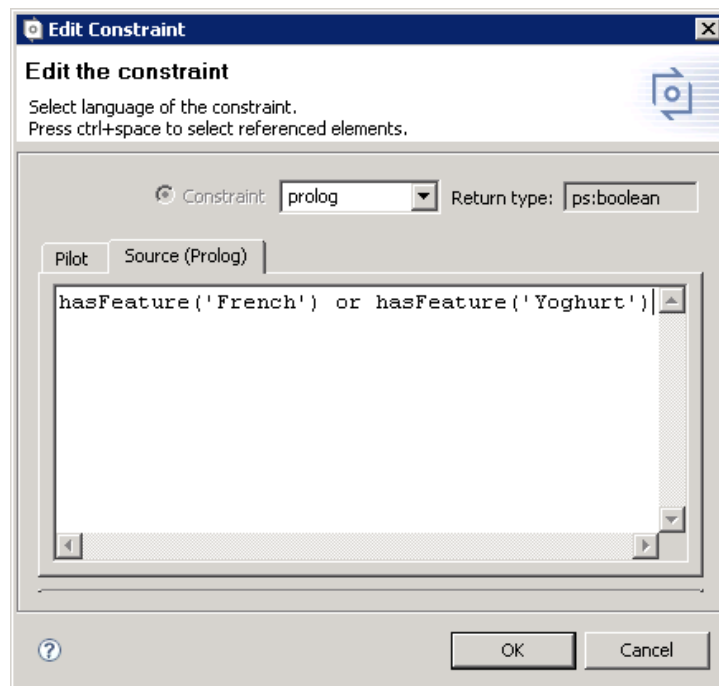 Edit Constraint
Edit the constraint
Select language of the constraint.
Press ctrl+space to select referenced elements.
Constraint prolog Return type: ps:boolean
Pilot Source (Prolog)
hasFeature('French') or hasFeature('Yoghurt')
OK Cancel